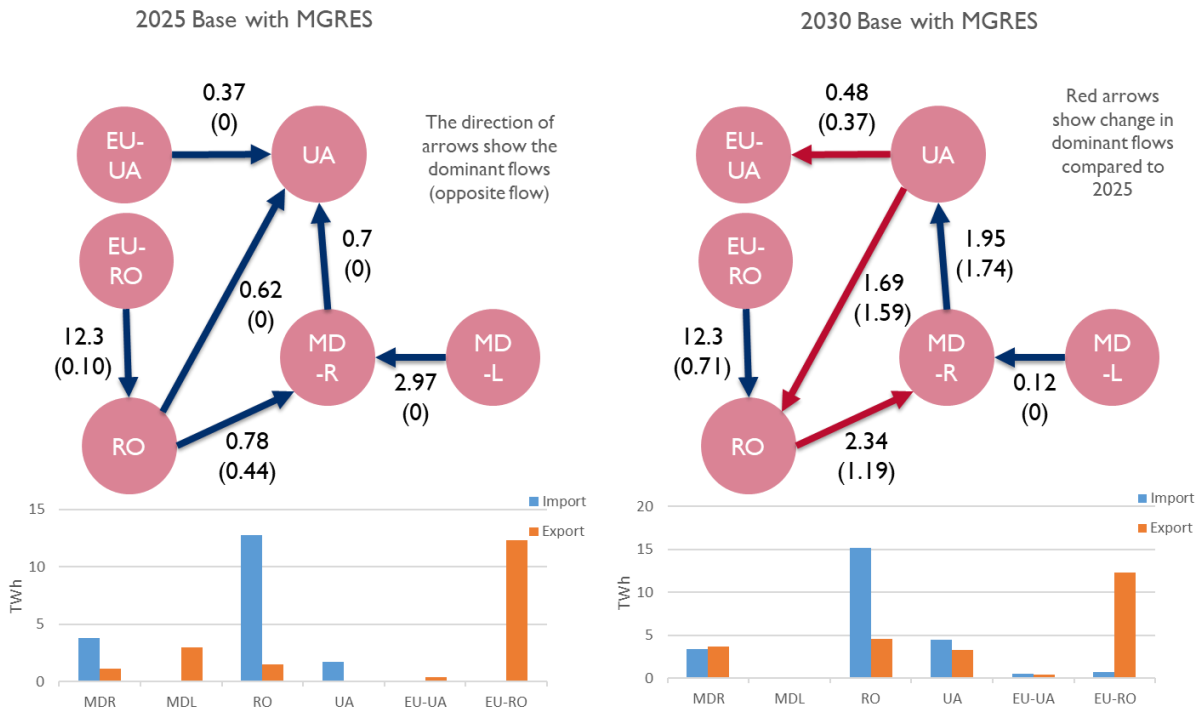 2025 Base with MGRES
0.37
(0)
EU-
UA
UA
The direction of
arrows show the
dominant flows
(opposite flow)
EU-
RO
0.7
(0)
0.62
(0)
12.3
(0.10)
MD
-R
MD
-L
2.97
(0)
RO
0.78
(0.44)
Import
Export
15
10
5
0
TWh
MDR
MDL
RO
UA
EU-UA
EU-RO
2030 Base with MGRES
0.48
(0.37)
EU-
UA
UA
Red arrows
show change in
dominant flows
compared to
2025
EU-
RO
1.95
(1.74)
1.69
(1.59)
12.3
(0.71)
MD
-R
MD
-L
0.12
(0)
RO
2.34
(1.19)
Import
Export
20
15
10
5
0
TWh
MDR
MDL
RO
UA
EU-UA
EU-RO